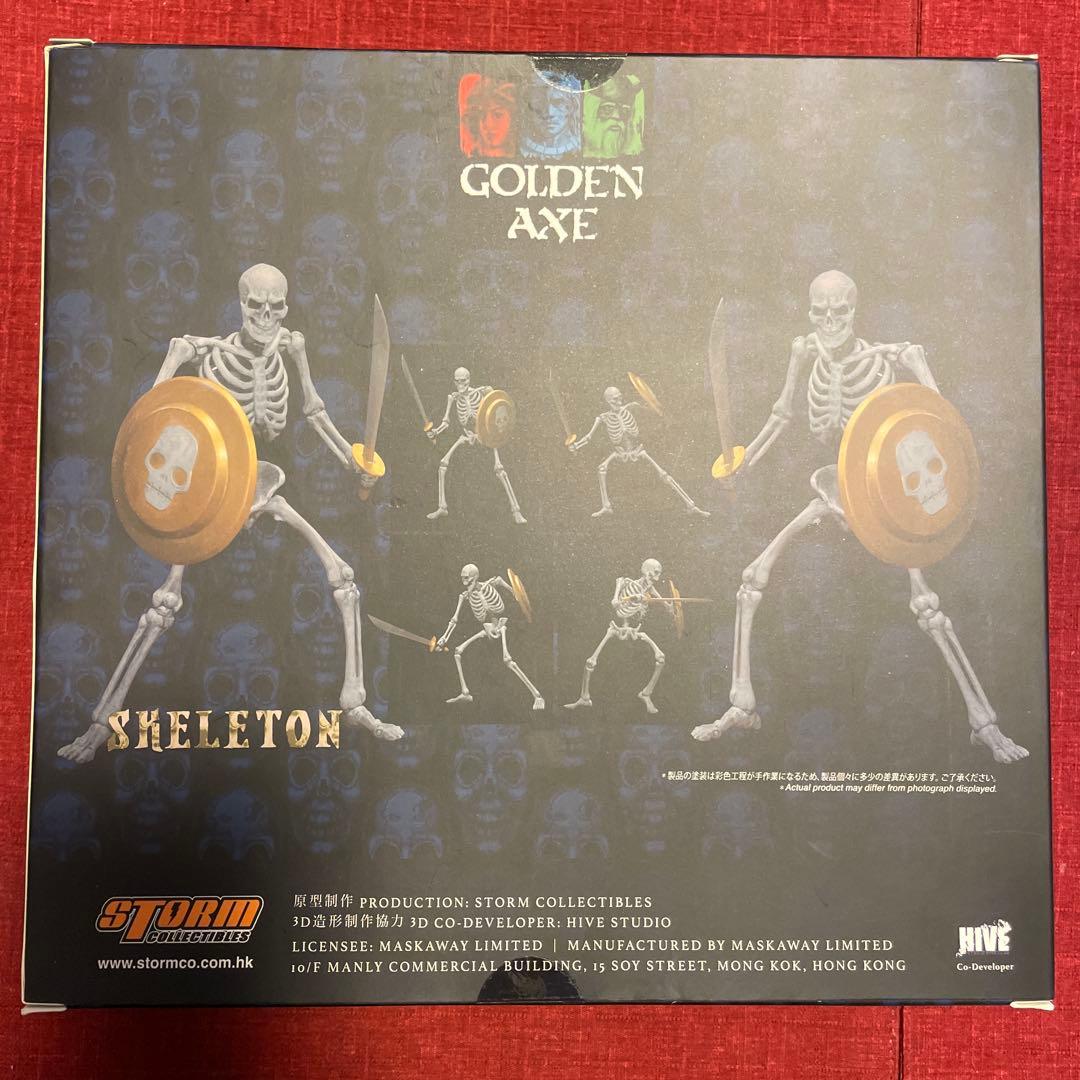 GOLDEN
AXE
SKELETON
*製品の塗装は彩色工程が手作業になるため、製品個々に多少の差異があります。ご了承ください。
*Actual product may differ from photograph displayed.
STORM
COLLECTIBLES
www.stormco.com.hk
原型制作 PRODUCTION: STORM COLLECTIBLES
3D造形制作協力 3D CO-DEVELOPER: HIVE STUDIO
LICENSEE: MASKAWAY LIMITED | MANUFACTURED BY MASKAWAY LIMITED
10/F MANLY COMMERCIAL BUILDING, 15 SOY STREET, MONG KOK, HONG KONG
HIVE
Co-Developer